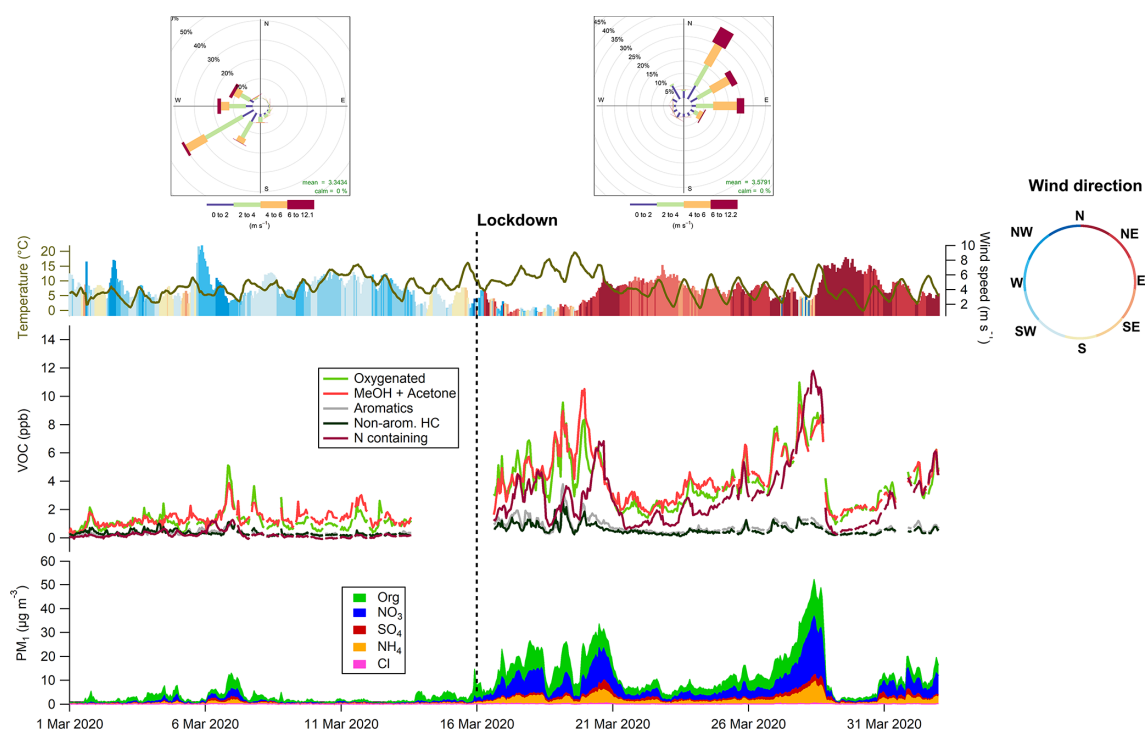 N
50%
40%
30%
20%
W
E
S
mean = 3.3434
calm = 0 %
0 to 2 2 to 4 4 to 6 6 to 12.1
(m s⁻¹)
N
45%
40%
35%
30%
25%
20%
15%
10%
5%
W
E
S
mean = 3.5791
calm = 0 %
0 to 2 2 to 4 4 to 6 6 to 12.2
(m s⁻¹)
Wind direction
N
NW NE
W E
SW SE
S
Lockdown
Temperature (°C)
20
15
10
5
0
10
8
6
4
2
Wind speed (m s⁻¹)
VOC (ppb)
14
12
10
8
6
4
2
0
Oxygenated
MeOH + Acetone
Aromatics
Non-arom. HC
N containing
PM₁ (µg m⁻³)
60
50
40
30
20
10
0
Org
NO₃
SO₄
NH₄
Cl
1 Mar 2020 6 Mar 2020 11 Mar 2020 16 Mar 2020 21 Mar 2020 26 Mar 2020 31 Mar 2020